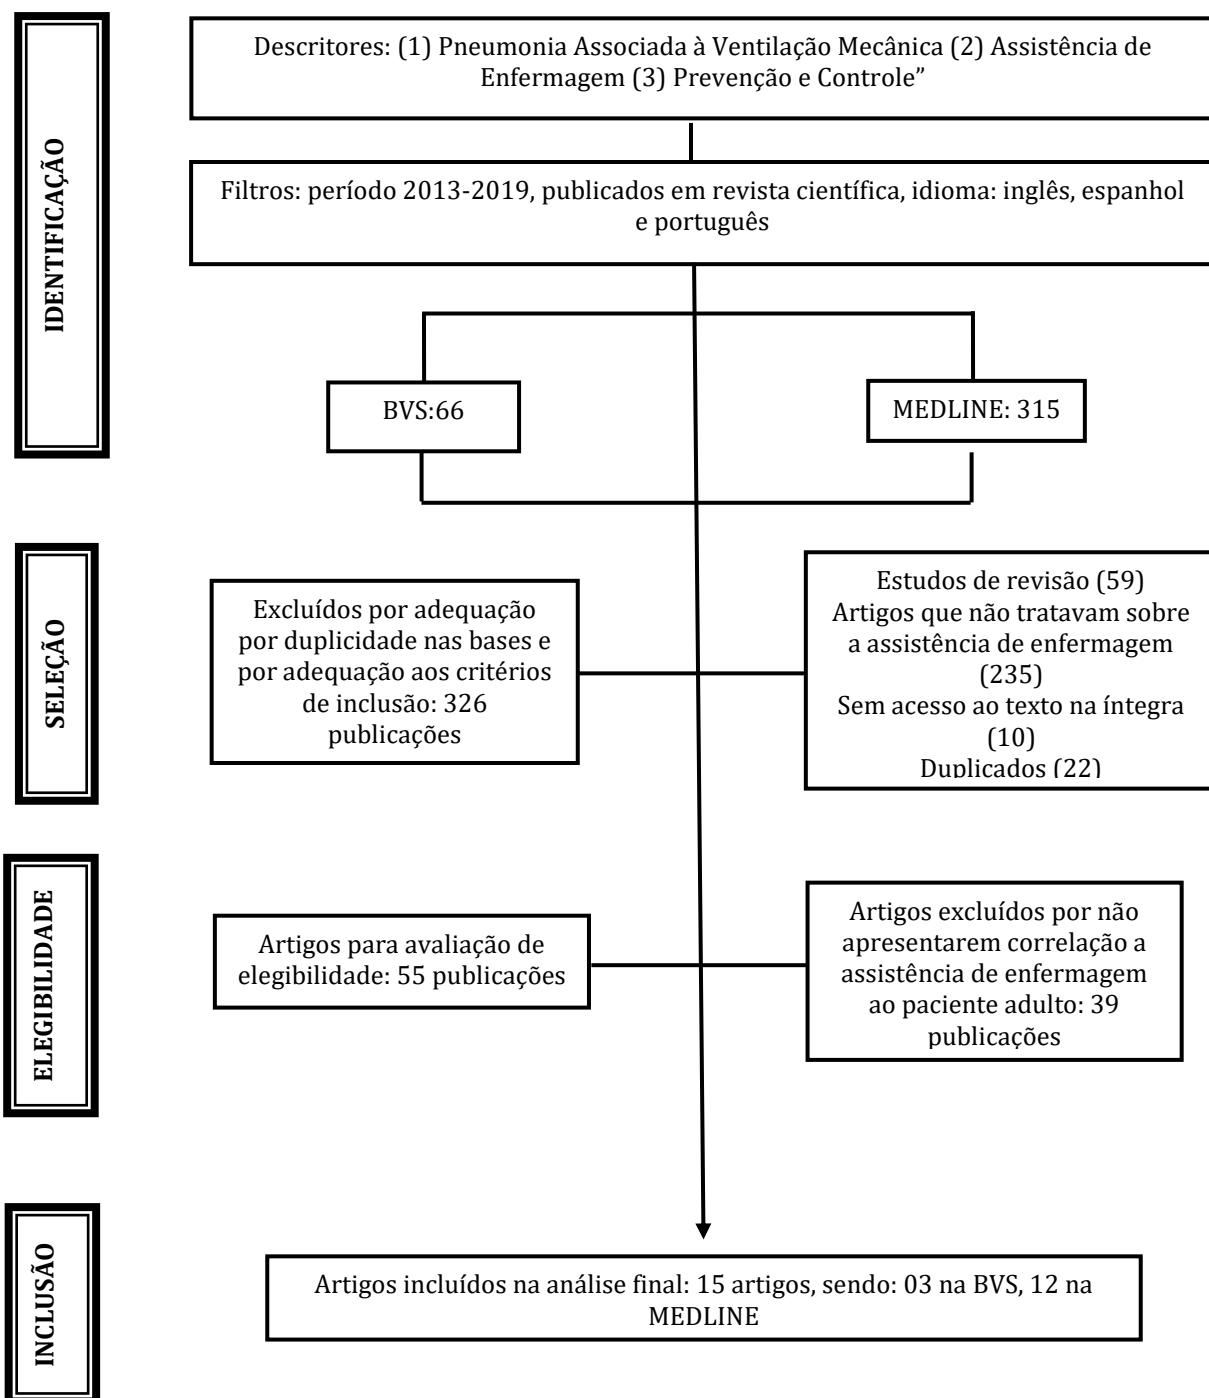 IDENTIFICAÇÃO
Descritores: (1) Pneumonia Associada à Ventilação Mecânica (2) Assistência de
Enfermagem (3) Prevenção e Controle”
Filtros: período 2013-2019, publicados em revista científica, idioma: inglês, espanhol
e português
BVS:66
MEDLINE: 315
SELEÇÃO
Excluídos por adequação
por duplicidade nas bases e
por adequação aos critérios
de inclusão: 326
publicações
Estudos de revisão (59)
Artigos que não tratavam sobre
a assistência de enfermagem
(235)
Sem acesso ao texto na íntegra
(10)
Duplicados (22)
ELEGIBILIDADE
Artigos para avaliação de
elegibilidade: 55 publicações
Artigos excluídos por não
apresentarem correlação a
assistência de enfermagem
ao paciente adulto: 39
publicações
INCLUSÃO
Artigos incluídos na análise final: 15 artigos, sendo: 03 na BVS, 12 na
MEDLINE